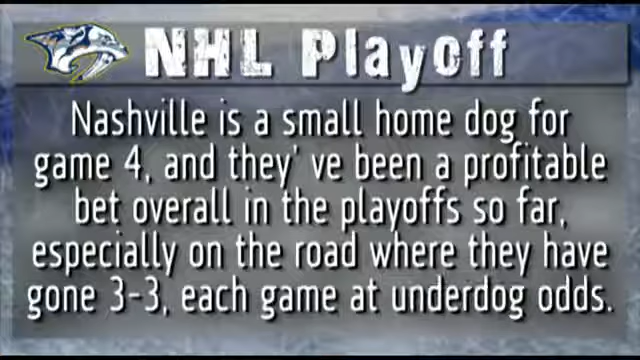 NHL Playoff
Nashville is a small home dog for
game 4, and they' ve been a profitable
bet overall in the playoffs so far,
especially on the road where they have
gone 3-3, each game at underdog odds.